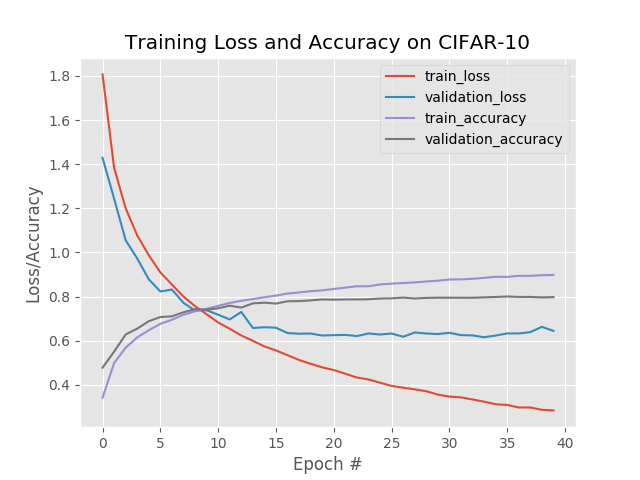 Training Loss and Accuracy on CIFAR-10
train_loss
validation_loss
train_accuracy
validation_accuracy
Loss/Accuracy
1.8
1.6
1.4
1.2
1.0
0.8
0.6
0.4
0 5 10 15 20 25 30 35 40
Epoch #